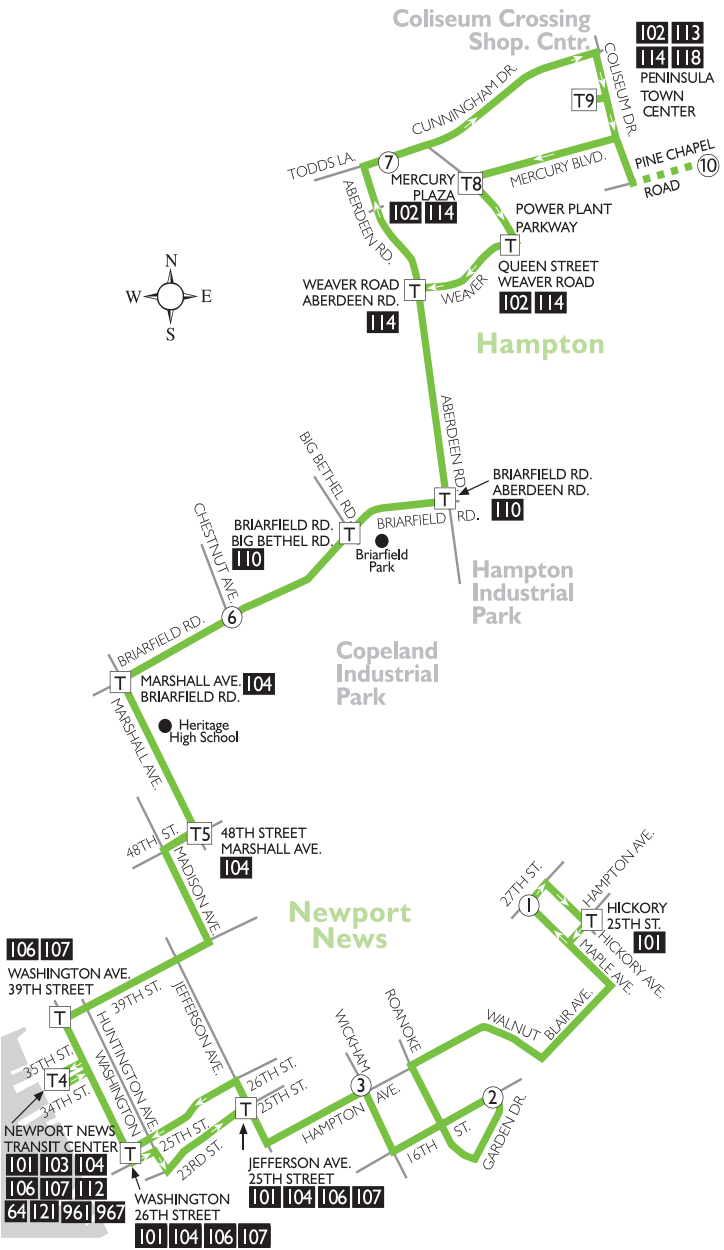 Coliseum Crossing
Shop. Cntr.
102 113
114 118
PENINSULA
TOWN
CENTER
COLISEUM DR.
CUNNINGHAM DR.
T9
TODDS LA.
7
MERCURY
PLAZA
T8
102 114
MERCURY BLVD.
PINE CHAPEL
ROAD
10
ABERDEEN RD.
POWER PLANT
PARKWAY
T
QUEEN STREET
WEAVER ROAD
102 114
N
W E
S
WEAVER ROAD
ABERDEEN RD.
114
T
WEAVER
Hampton
ABERDEEN RD.
BIG BETHEL RD.
BRIARFIELD RD.
ABERDEEN RD.
110
T
BRIARFIELD RD.
BRIARFIELD RD.
BIG BETHEL RD.
110
T
Briarfield
Park
CHESTNUT AVE.
6
Hampton
Industrial
Park
BRIARFIELD RD.
Copeland
Industrial
Park
T
MARSHALL AVE.
BRIARFIELD RD.
104
MARSHALL AVE.
Heritage
High School
48TH ST.
T5
48TH STREET
MARSHALL AVE.
104
MADISON AVE.
27TH ST.
HAMPTON AVE.
1
T
HICKORY
25TH ST.
101
HICKORY AVE.
MAPLE AVE.
Newport
News
106 107
WASHINGTON AVE.
39TH STREET
39TH ST.
T
JEFFERSON AVE.
HUNTINGTON AVE.
WASHINGTON
ROANOKE
WALNUT
BLAIR AVE.
WICKHAM
35TH ST.
T4
34TH ST.
26TH ST.
25TH ST.
T
3
HAMPTON AVE.
2
16TH ST.
GARDEN DR.
25TH ST.
23RD ST.
T
NEWPORT NEWS
TRANSIT CENTER
101 103 104
106 107 112
64 121 961 967
WASHINGTON
26TH STREET
101 104 106 107
JEFFERSON AVE.
25TH STREET
101 104 106 107